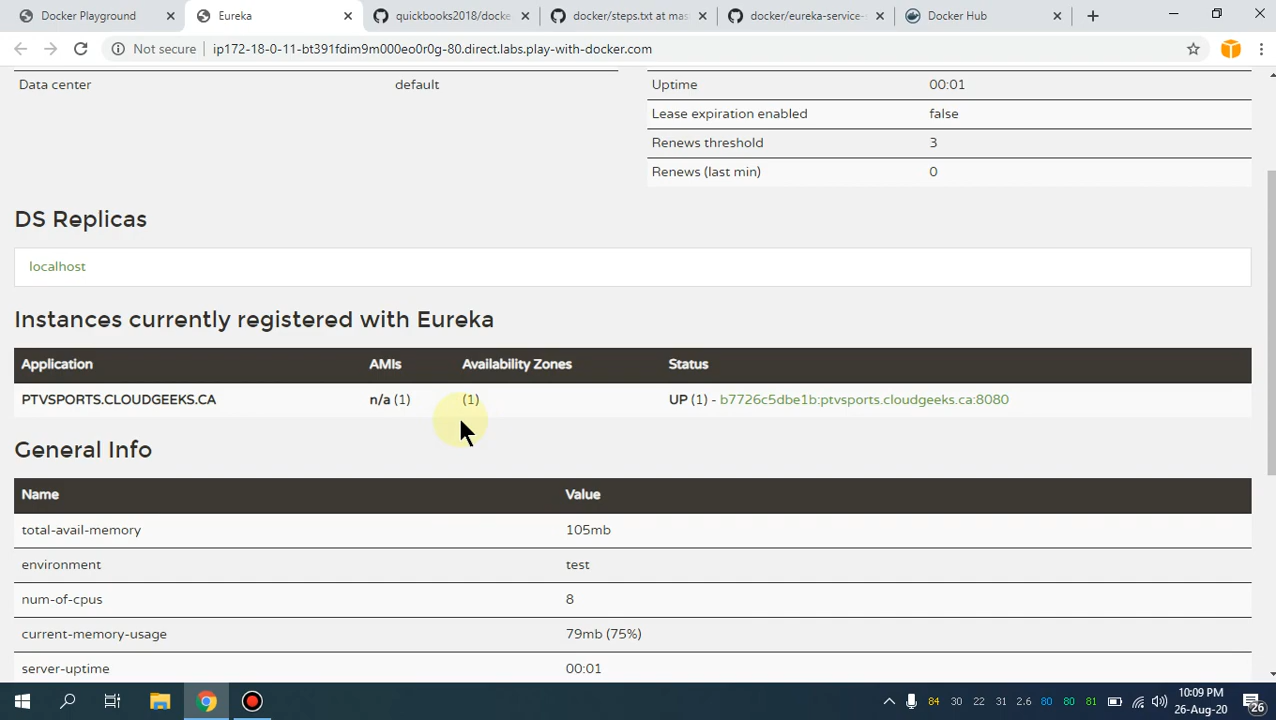 Docker Playground
Eureka
quickbooks2018/docke
docker/steps.txt at mas
docker/eureka-service-
Docker Hub
Not secure
ip172-18-0-11-bt391fdim9m000eo0r0g-80.direct.labs.play-with-docker.com
Data center default
Uptime 00:01
Lease expiration enabled false
Renews threshold 3
Renews (last min) 0
DS Replicas
localhost
Instances currently registered with Eureka
Application AMIs Availability Zones Status
PTVSPORTS.CLOUDGEEKS.CA n/a (1) (1) UP (1) - b7726c5dbe1b:ptvsports.cloudgeeks.ca:8080
General Info
Name Value
total-avail-memory 105mb
environment test
num-of-cpus 8
current-memory-usage 79mb (75%)
server-uptime 00:01
84 30 22 31 2.6 80 80 81
10:09 PM
26-Aug-20
26